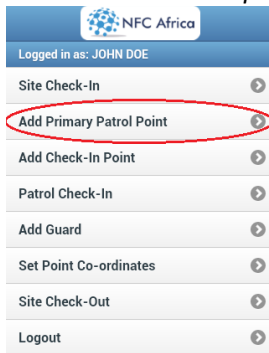 NFC Africa
Logged in as: JOHN DOE
Site Check-In
Add Primary Patrol Point
Add Check-In Point
Patrol Check-In
Add Guard
Set Point Co-ordinates
Site Check-Out
Logout